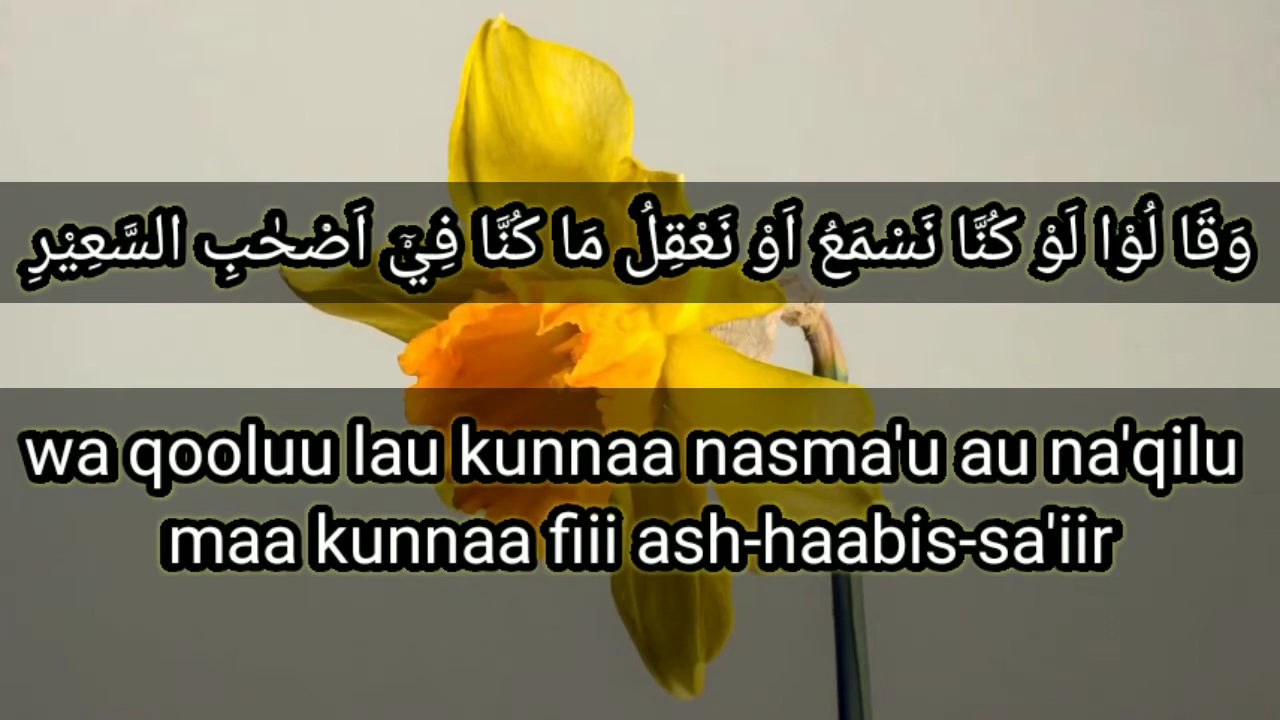 وَقَا لُوْا لَوْ كُنَّا نَسْمَعُ اَوْ نَعْقِلُ مَا كُنَّا فِيْۤ اَصْحٰبِ السَّعِيْرِ
wa qooluu lau kunnaa nasma'u au na'qilu
maa kunnaa fiii ash-haabis-sa'iir